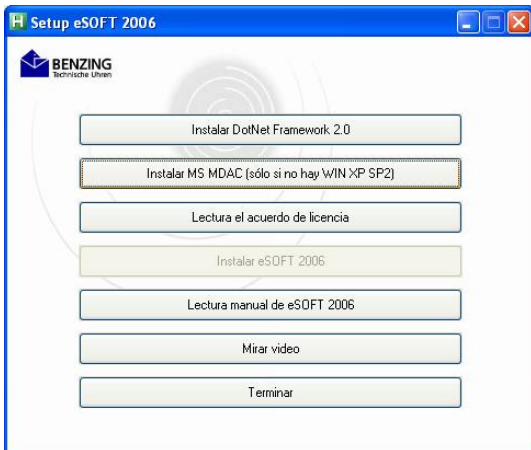 Setup eSOFT 2006
BENZING
Technische Uhren
Instalar DotNet Framework 2.0
Instalar MS MDAC (sólo si no hay WIN XP SP2)
Lectura el acuerdo de licencia
Instalar eSOFT 2006
Lectura manual de eSOFT 2006
Mirar video
Terminar